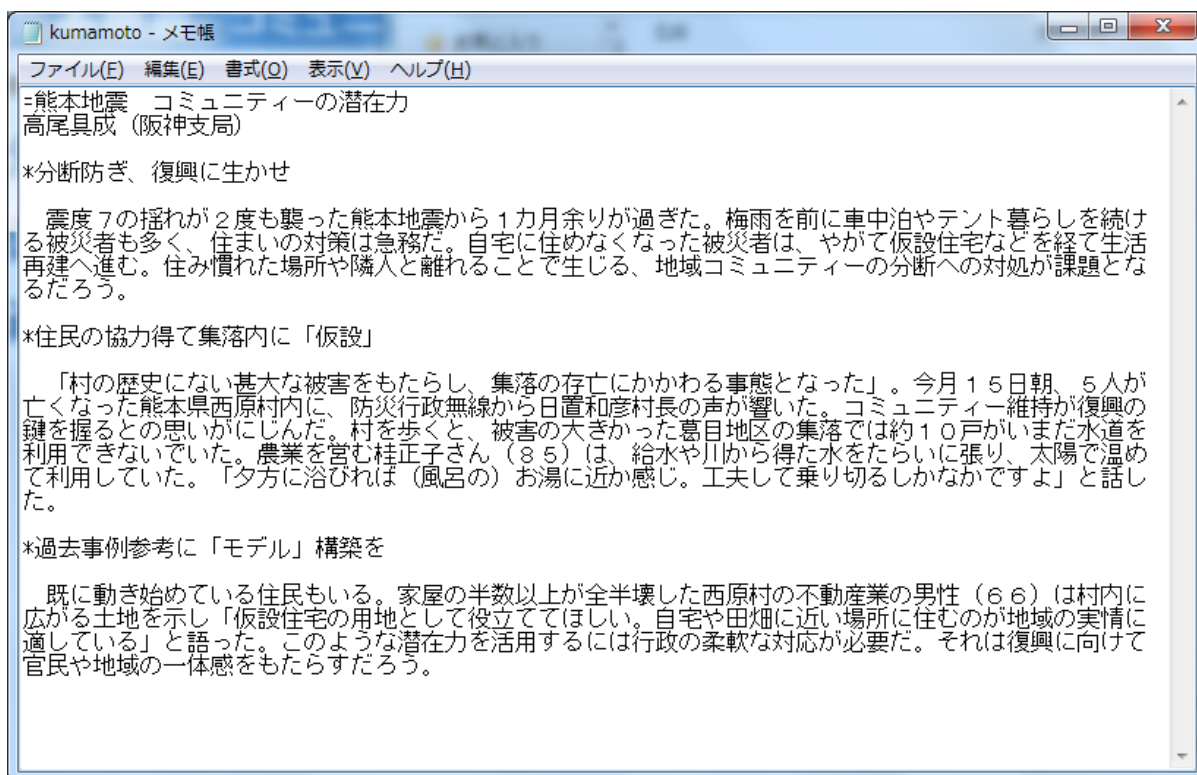 kumamoto - メモ帳
ファイル(F) 編集(E) 書式(O) 表示(V) ヘルプ(H)
=熊本地震　コミュニティーの潜在力
高尾具成（阪神支局）
*分断防ぎ、復興に生かせ
　震度７の揺れが２度も襲った熊本地震から１カ月余りが過ぎた。梅雨を前に車中泊やテント暮らしを続け
る被災者も多く、住まいの対策は急務だ。自宅に住めなくなった被災者は、やがて仮設住宅などを経て生活
再建へ進む。住み慣れた場所や隣人と離れることで生じる、地域コミュニティーの分断への対処が課題とな
るだろう。
*住民の協力得て集落内に「仮設」
　「村の歴史にない甚大な被害をもたらし、集落の存亡にかかわる事態となった」。今月１５日朝、５人が
亡くなった熊本県西原村内に、防災行政無線から日置和彦村長の声が響いた。コミュニティー維持が復興の
鍵を握るとの思いがにじんだ。村を歩くと、被害の大きかった葛目地区の集落では約１０戸がいまだ水道を
利用できないでいた。農業を営む桂正子さん（８５）は、給水や川から得た水をたらいに張り、太陽で温め
て利用していた。「夕方に浴びれば（風呂の）お湯に近か感じ。工夫して乗り切るしかなかですよ」と話し
た。
*過去事例参考に「モデル」構築を
　既に動き始めている住民もいる。家屋の半数以上が全半壊した西原村の不動産業の男性（６６）は村内に
広がる土地を示し「仮設住宅の用地として役立ててほしい。自宅や田畑に近い場所に住むのが地域の実情に
適している」と語った。このような潜在力を活用するには行政の柔軟な対応が必要だ。それは復興に向けて
官民や地域の一体感をもたらすだろう。